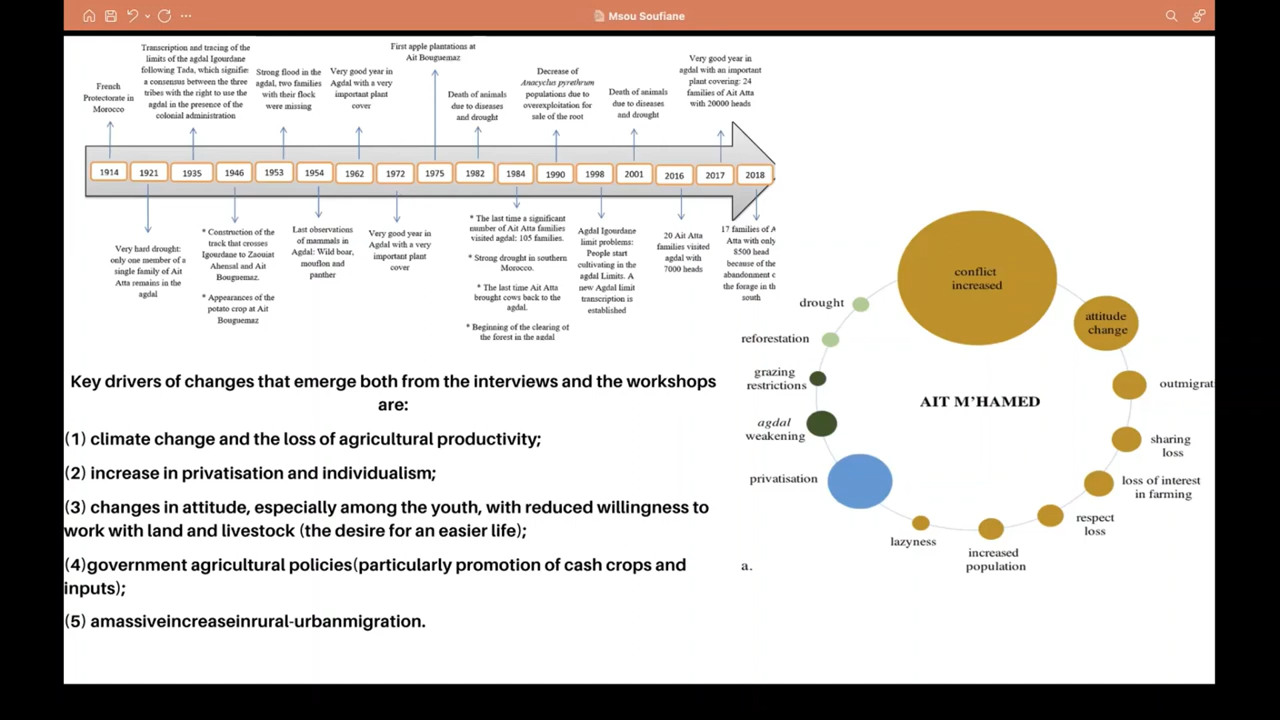 Msou Soufiane
French
Protectorate in
Morocco
Transcription and tracing of the
limits of the agdal Igourdane
following Tada, which signifie
a consensus between the three
tribes with the right to use the
agdal in the presence of the
colonial administration
Strong flood in the
agdal, two families
with their flock
were missing
Very good year in
Agdal with a very
important plant
cover
First apple plantations at
Ait Bouguemaz
Death of animals
due to diseases
and drought
Decrease of
Anacyclus pyrethrum
populations due to
overexploitation for
sale of the root
Death of animals
due to diseases
and drought
Very good year in
agdal with an important
plant covering: 24
families of Ait Atta
with 20000 heads
1914 1921 1935 1946 1953 1954 1962 1972 1975 1982 1984 1990 1998 2001 2016 2017 2018
Very hard drought:
only one member of a
single family of Ait
Atta remains in the
agdal
* Construction of the
track that crosses
Igourdane to Zaouiat
Ahensal and Ait
Bouguemaz.
* Appearances of the
potato crop at Ait
Bouguemaz
Last observations
of mammals in
Agdal: Wild boar,
mouflon and
panther
Very good year in
Agdal with a very
important plant
cover
* The last time a significant
number of Ait Atta families
visited agdal; 105 families.
* Strong drought in southern
Morocco.
* The last time Ait Atta
brought cows back to the
agdal.
* Beginning of the clearing of
the forest in the agdal
Agdal Igourdane
limit problems:
People start
cultivating in the
agdal Limits. A
new Agdal limit
transcription is
established
20 Ait Atta
families visited
agdal with
7000 heads
17 families of A
Atta with only
8500 head
because of the
abandonment c
the forage in th
south
Key drivers of changes that emerge both from the interviews and the workshops
are:
(1) climate change and the loss of agricultural productivity;
(2) increase in privatisation and individualism;
(3) changes in attitude, especially among the youth, with reduced willingness to
work with land and livestock (the desire for an easier life);
(4)government agricultural policies(particularly promotion of cash crops and
inputs);
(5) amassiveincreaseinrural-urbanmigration.
conflict
increased
attitude
change
outmigrat
sharing
loss
loss of interest
in farming
respect
loss
increased
population
lazyness
privatisation
agdal
weakening
grazing
restrictions
reforestation
drought
AIT M'HAMED
a.